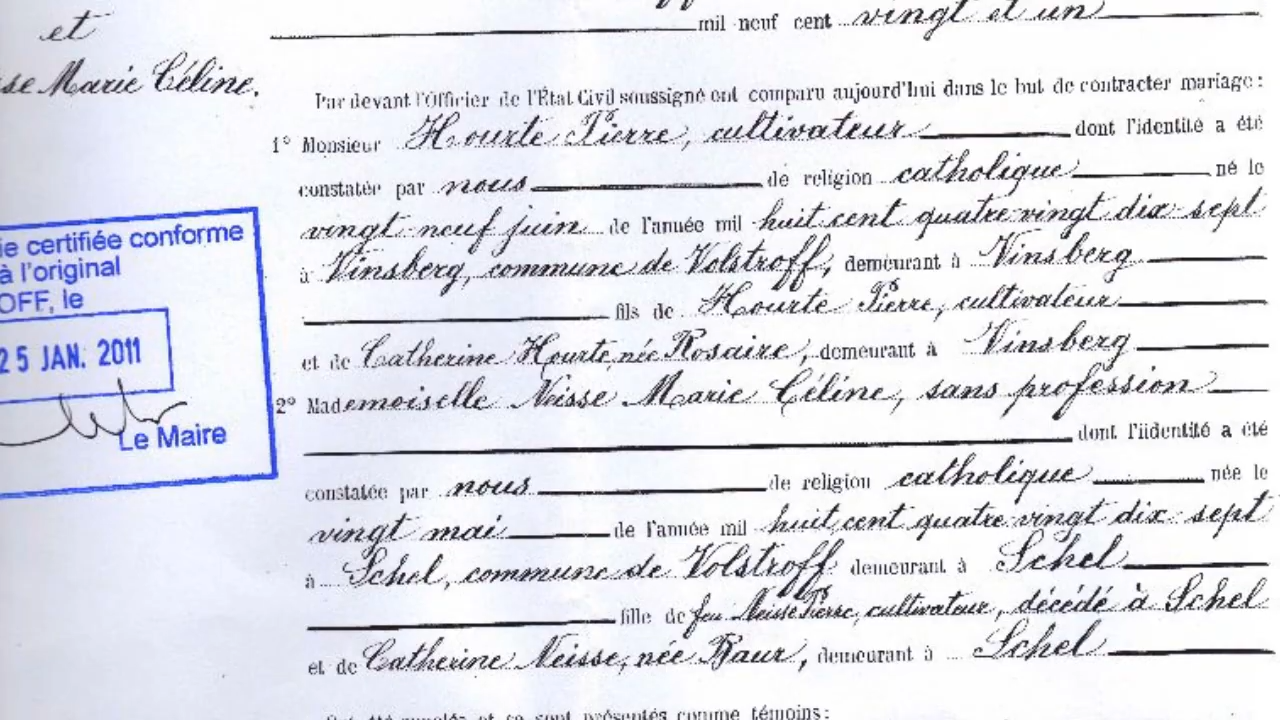 et
se Marie Céline.
mil neuf cent vingt et un
Par devant l'Officier de l'État Civil soussigné ont comparu aujourd'hui dans le but de contracter mariage :
1° Monsieur Hourte Pierre, cultivateur dont l'identité a été
constatée par nous de religion catholique né le
vingt-neuf juin de l'année mil huit cent quatre vingt dix-sept
à Vinsberg, commune de Volstroff, demeurant à Vinsberg
fils de Hourte Pierre, cultivateur
et de Catherine Hourte, née Rosaire, demeurant à Vinsberg
2° Mademoiselle Neisse Marie Céline, sans profession
dont l'iidentité a été
constatée par nous de religion catholique née le
vingt mai de l'année mil huit cent quatre vingt dix-sept
à Schel, commune de Volstroff demeurant à Schel
fille de feu Neisse Pierre, cultivateur, décédé à Schel
et de Catherine Neisse, née Baur, demeurant à Schel
présentés comme témoins :
ie certifiée conforme
à l'original
OFF, le
25 JAN. 2011
Le Maire